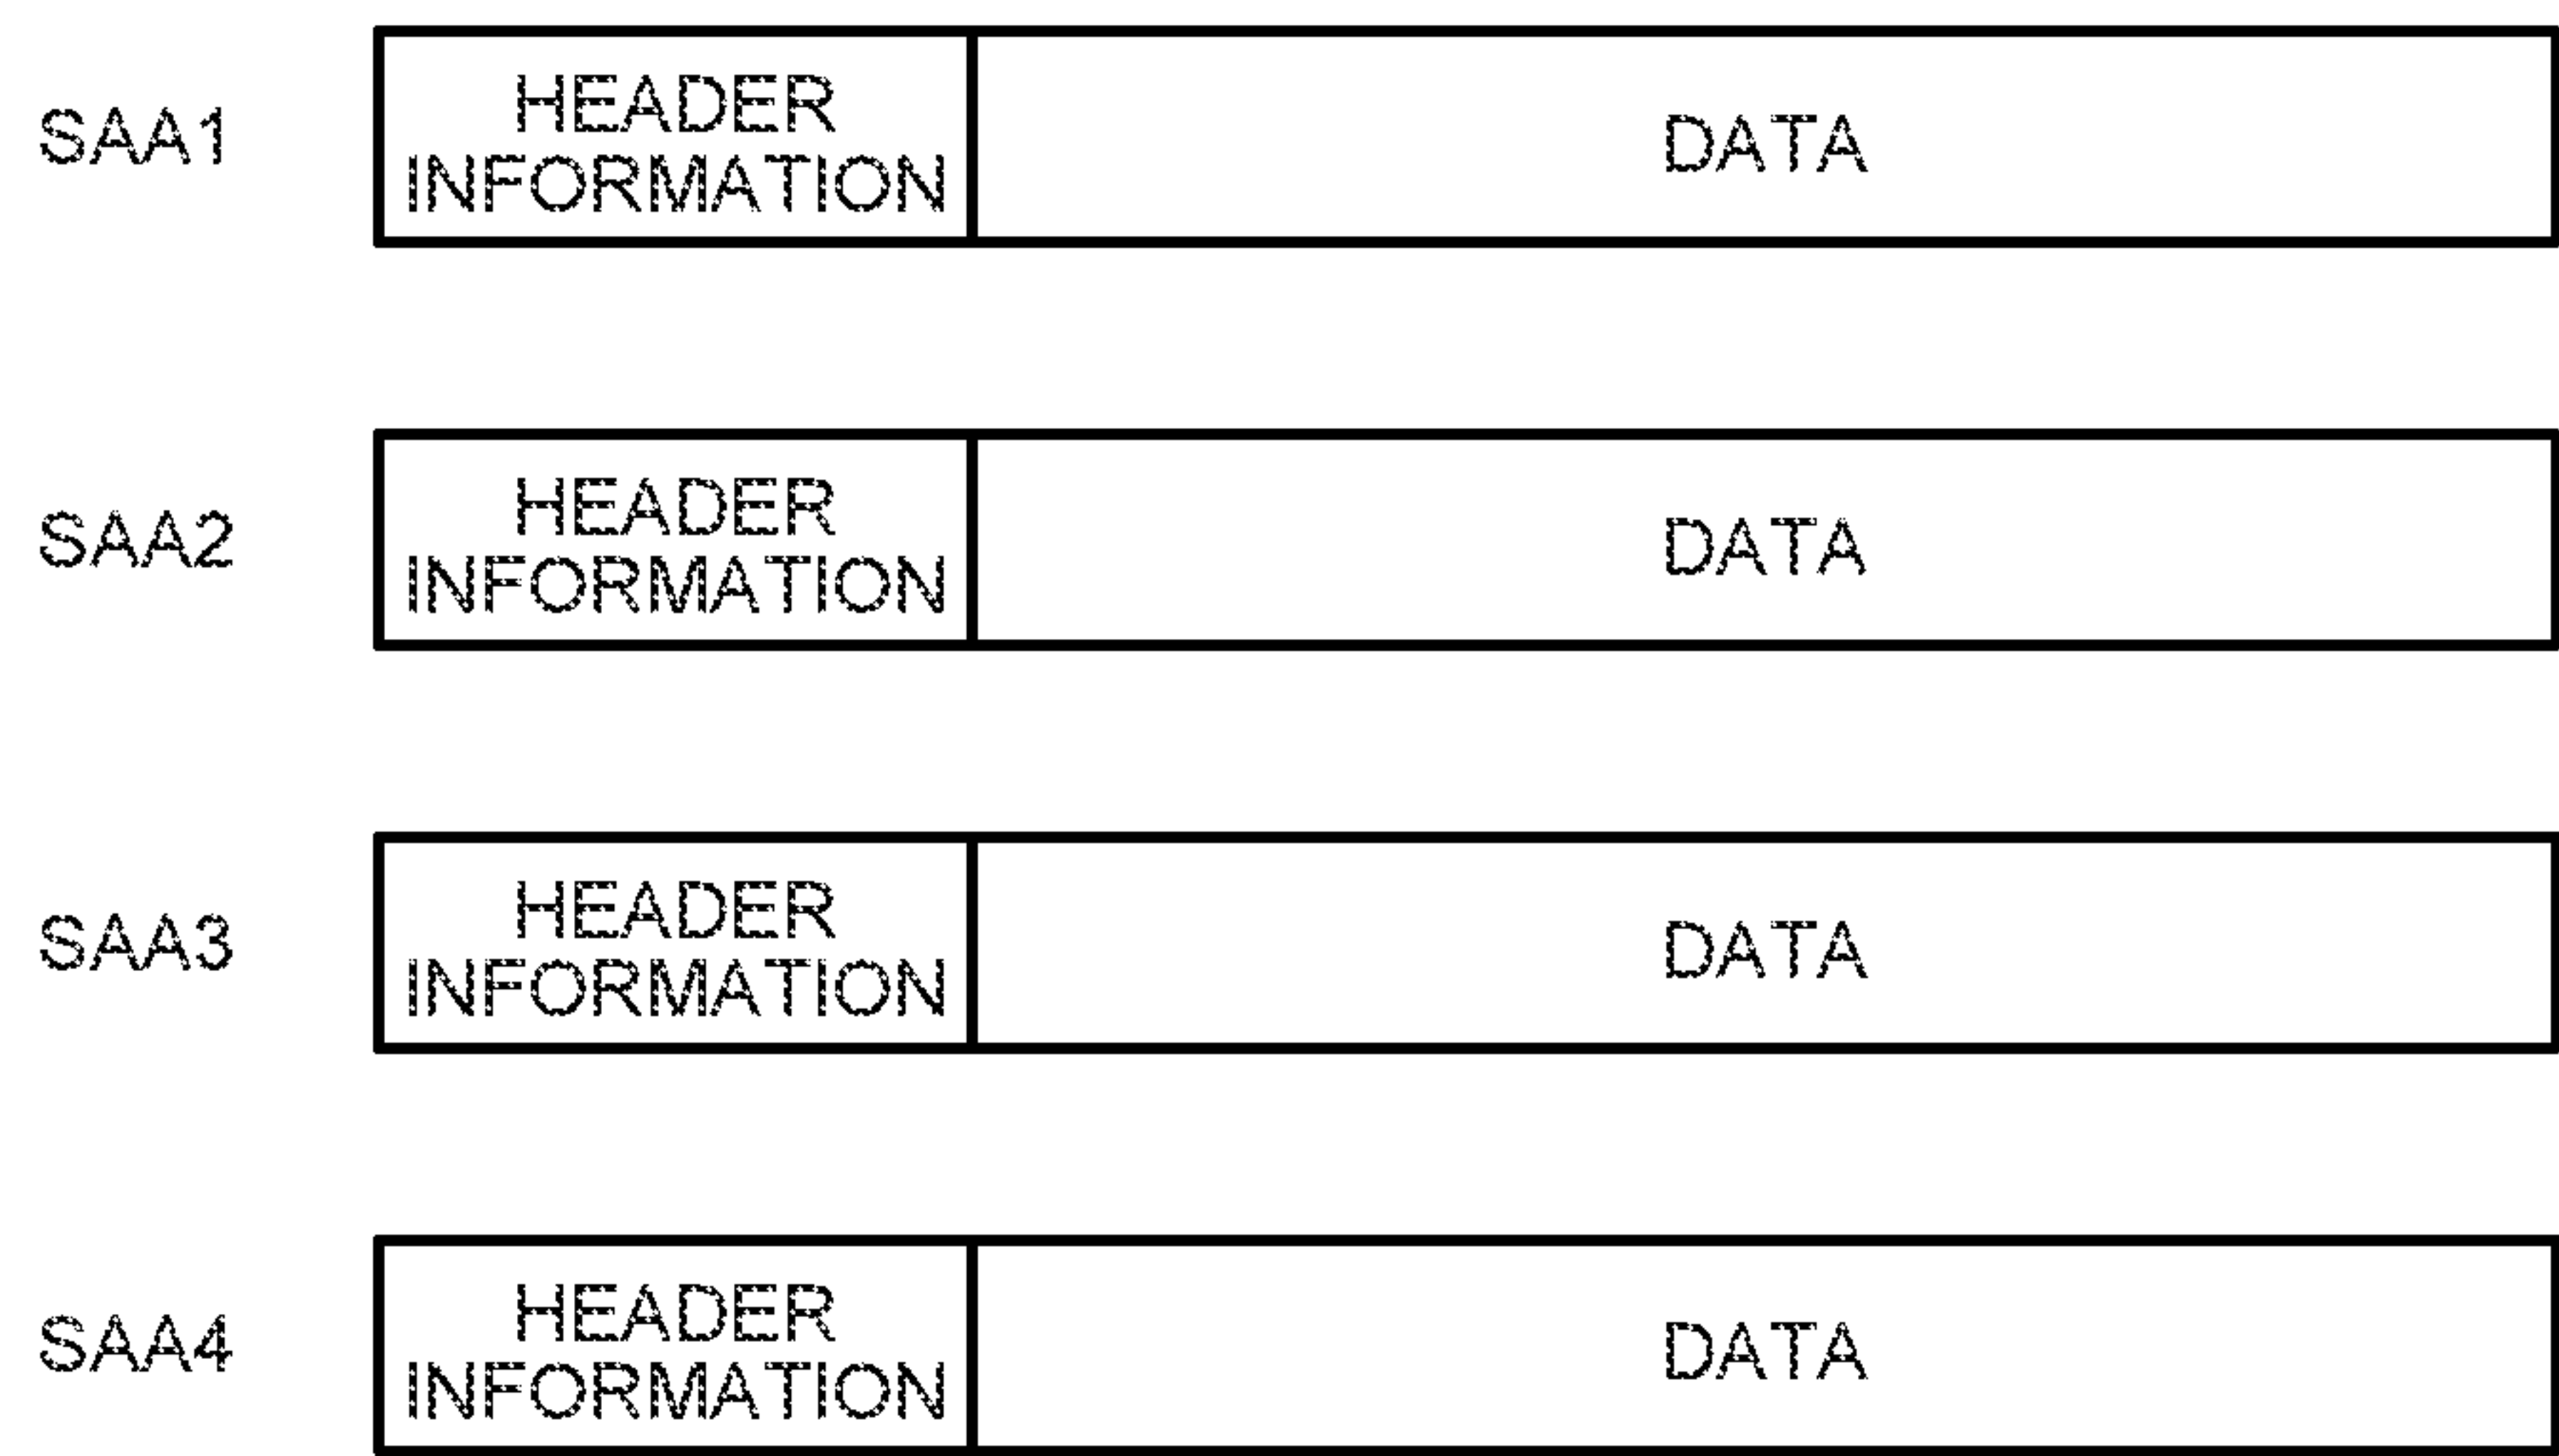 SAA1
HEADER
INFORMATION
DATA
SAA2
HEADER
INFORMATION
DATA
SAA3
HEADER
INFORMATION
DATA
SAA4
HEADER
INFORMATION
DATA